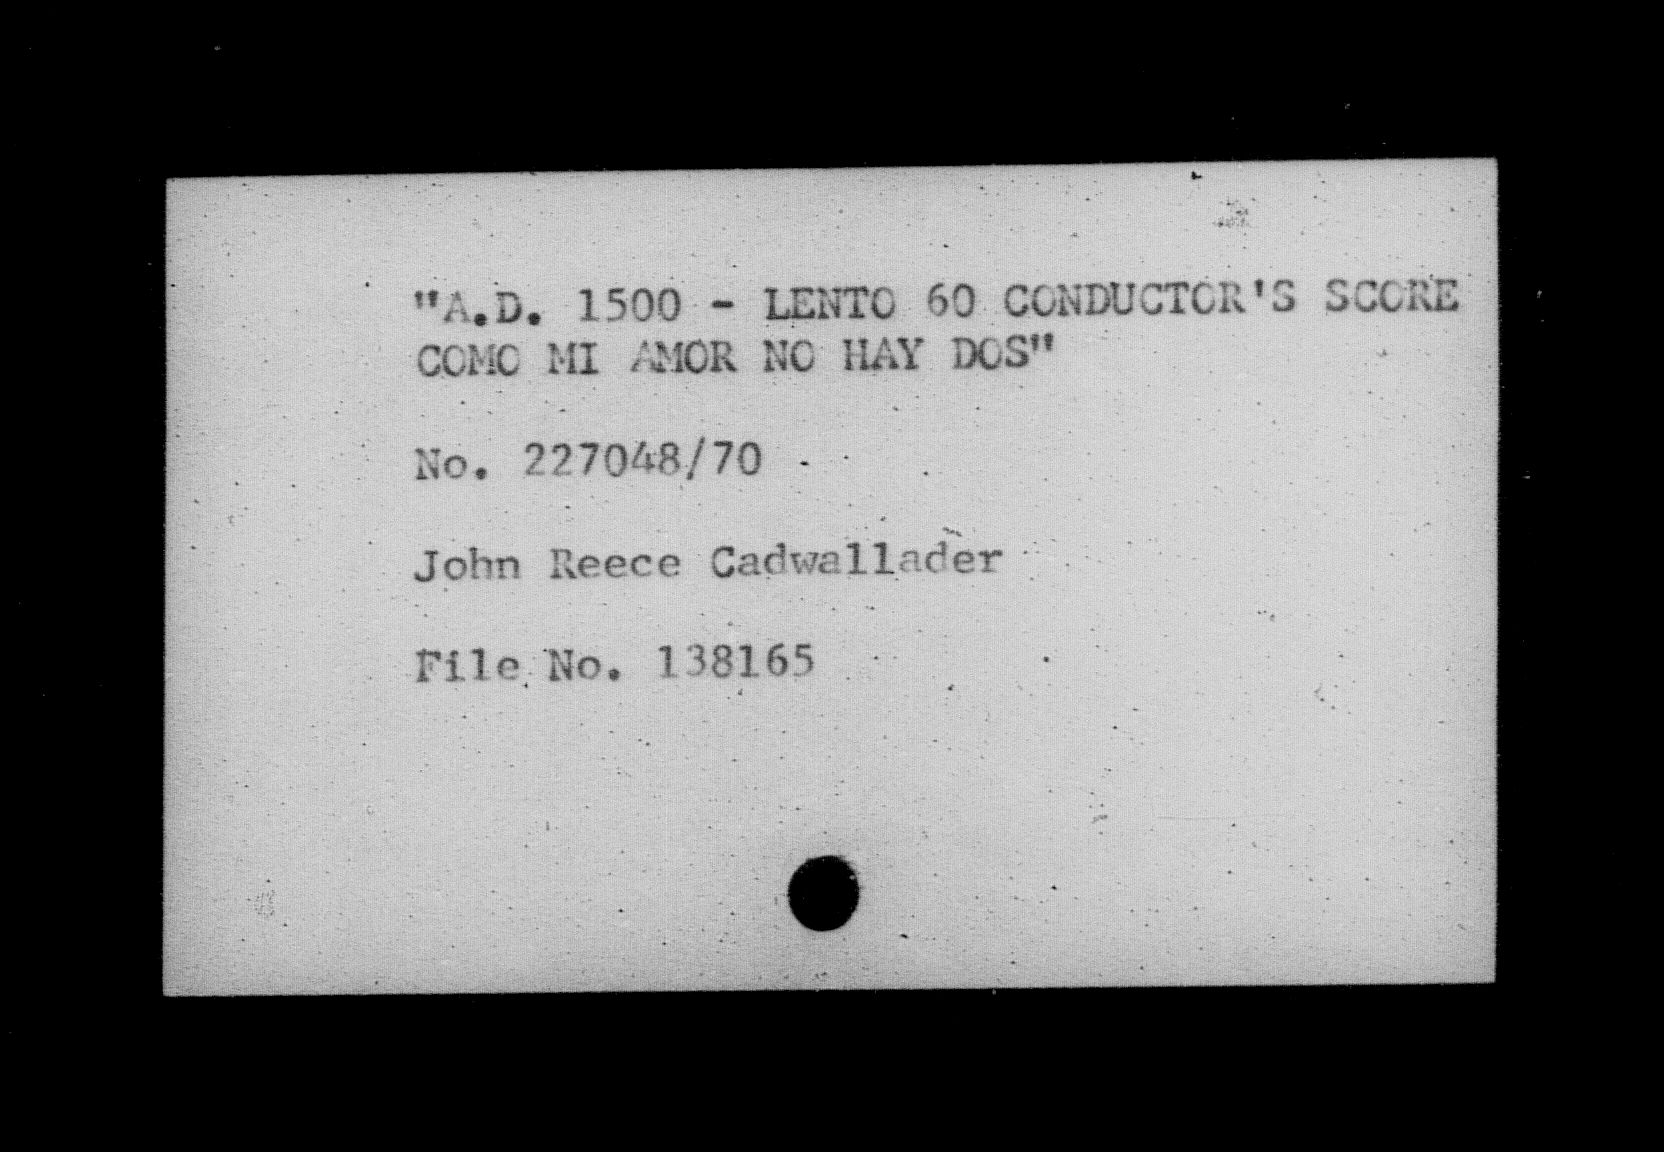 "A.D. 1500 - LENTO 60 CONDUCTOR'S SCORE
COMO MI AMOR NO HAY DOS"
No. 227048/70
John Reece Cadwallader
File No. 138165